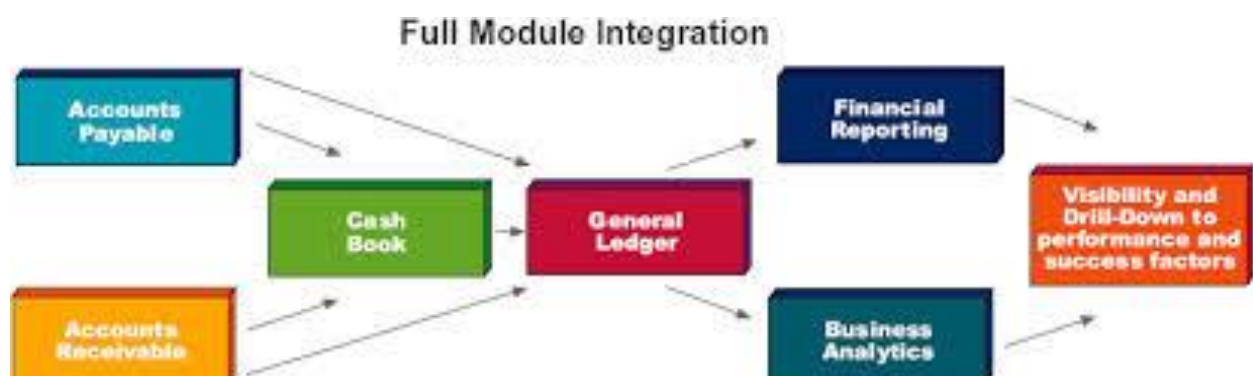 Full Module Integration
Accounts
Payable
Financial
Reporting
Cash
Book
General
Ledger
Visibility and
Drill-Down to
performance and
success factors
Accounts
Receivable
Business
Analytics